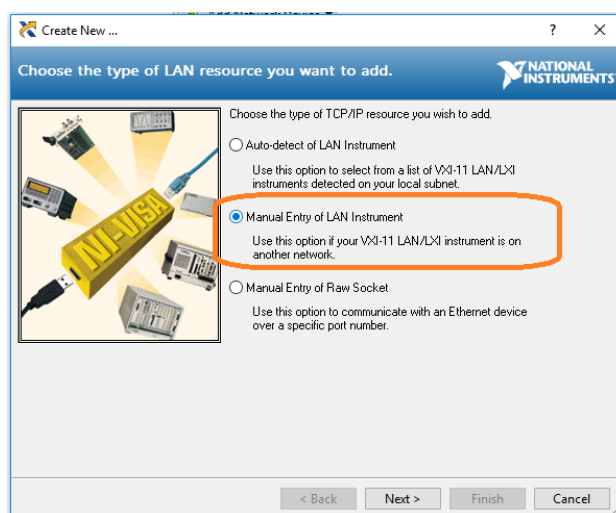 Add Network Device
Create New ...
?
Choose the type of LAN resource you want to add.
NATIONAL
INSTRUMENTS
Choose the type of TCP/IP resource you wish to add.
Auto-detect of LAN Instrument
Use this option to select from a list of VXI-11 LAN/LXI
instruments detected on your local subnet.
Manual Entry of LAN Instrument
Use this option if your VXI-11 LAN/LXI instrument is on
another network.
Manual Entry of Raw Socket
Use this option to communicate with an Ethernet device
over a specific port number.
NI-VISA
< Back
Next >
Finish
Cancel